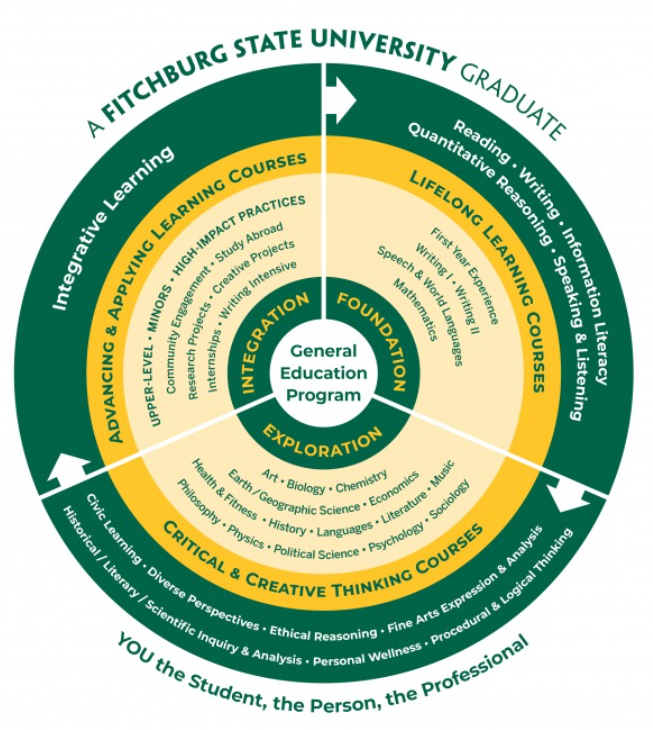 A FITCHBURG STATE UNIVERSITY GRADUATE
Reading • Writing • Information Literacy
Quantitative Reasoning • Speaking & Listening
LIFELONG LEARNING COURSES
First Year Experience
Writing I • Writing II
Speech & World Languages
Mathematics
FOUNDATION
Integrative Learning
ADVANCING & APPLYING LEARNING COURSES
UPPER-LEVEL • MINORS • HIGH-IMPACT PRACTICES
Community Engagement • Study Abroad
Research Projects • Creative Projects
Internships • Writing Intensive
INTEGRATION
General
Education
Program
EXPLORATION
Art • Biology • Chemistry
Earth/Geographic Science • Economics
Health & Fitness • History • Languages • Literature • Music
Philosophy • Physics • Political Science • Psychology • Sociology
CRITICAL & CREATIVE THINKING COURSES
Civic Learning • Diverse Perspectives • Ethical Reasoning • Fine Arts Expression & Analysis
Historical / Literary / Scientific Inquiry & Analysis • Personal Wellness • Procedural & Logical Thinking
YOU the Student, the Person, the Professional